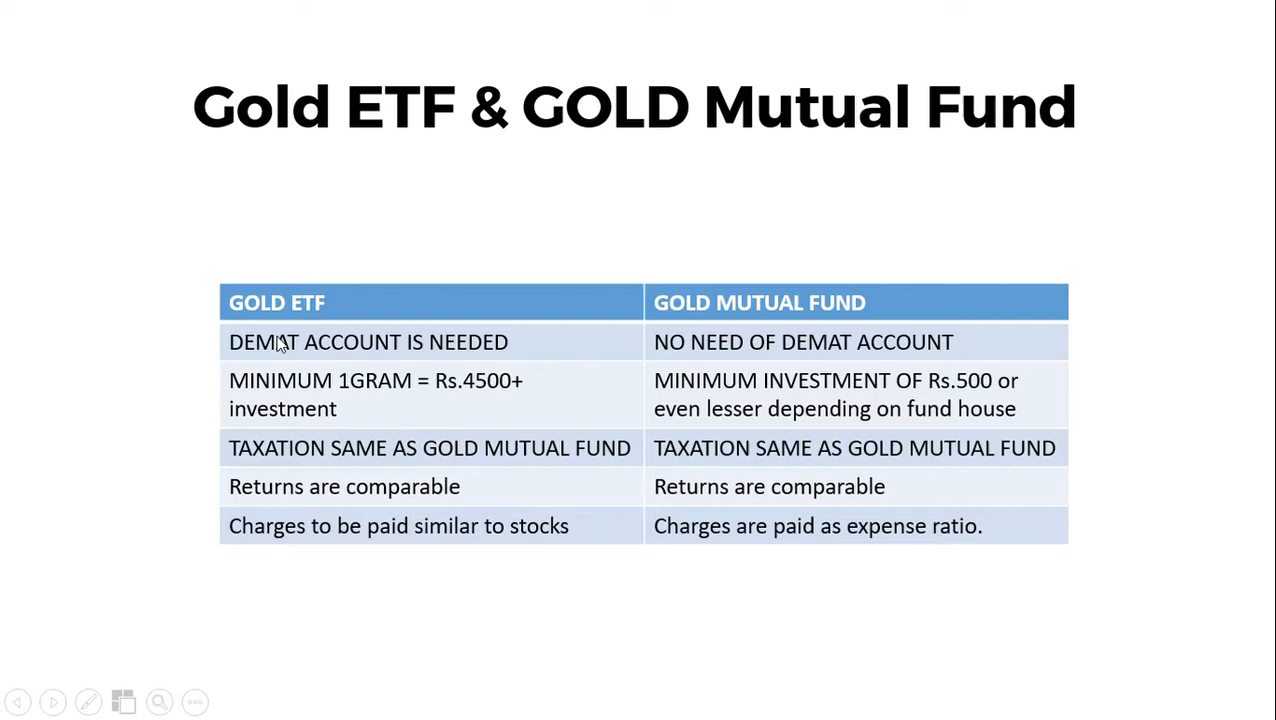 Gold ETF & GOLD Mutual Fund
GOLD ETF
GOLD MUTUAL FUND
DEMAT ACCOUNT IS NEEDED
NO NEED OF DEMAT ACCOUNT
MINIMUM 1GRAM = Rs.4500+
investment
MINIMUM INVESTMENT OF Rs.500 or
even lesser depending on fund house
TAXATION SAME AS GOLD MUTUAL FUND
TAXATION SAME AS GOLD MUTUAL FUND
Returns are comparable
Returns are comparable
Charges to be paid similar to stocks
Charges are paid as expense ratio.